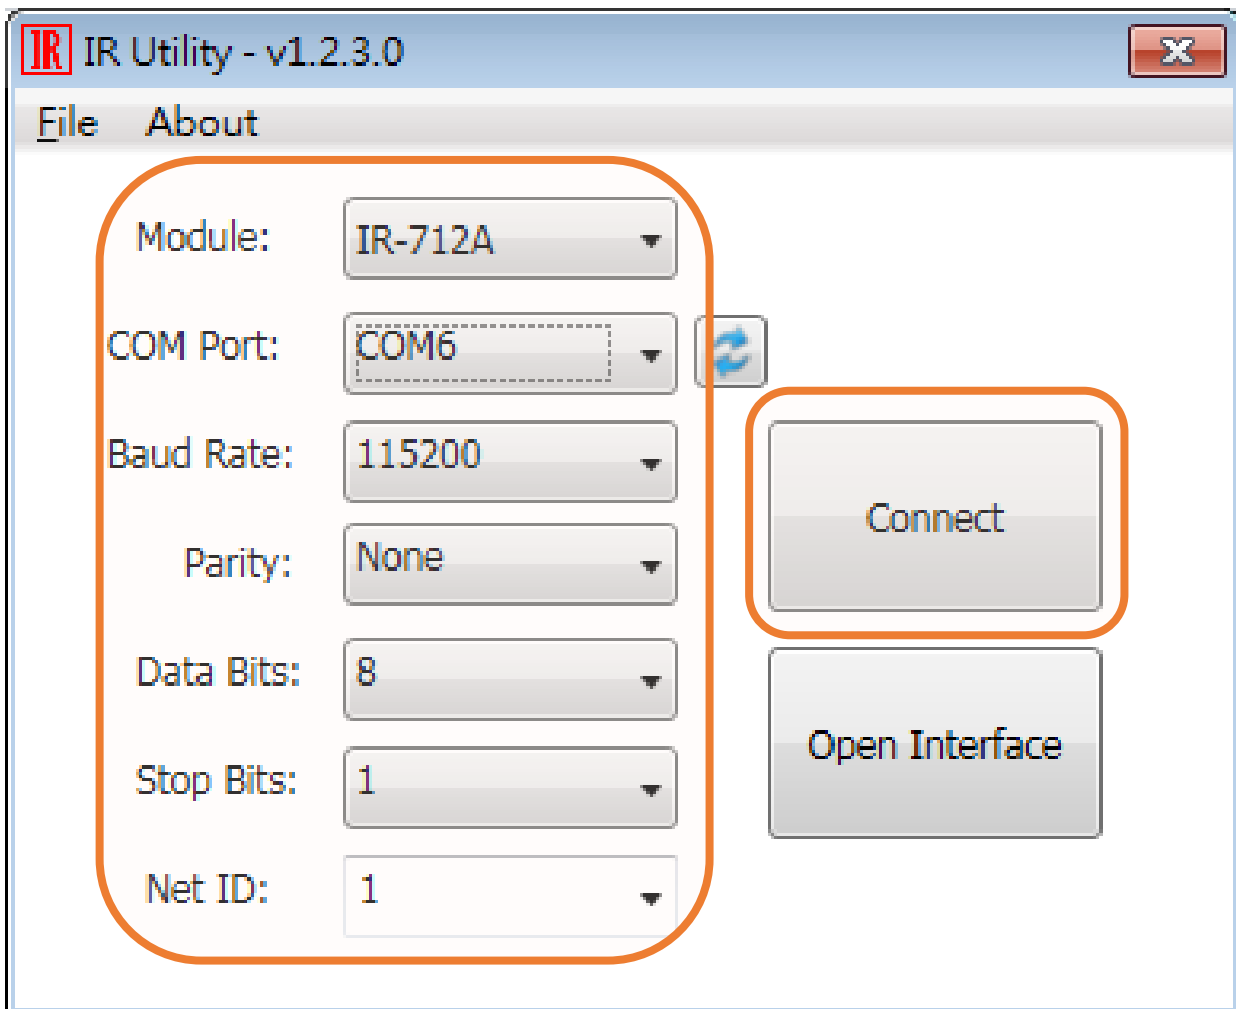 IR IR Utility - v1.2.3.0
File About
Module: IR-712A
COM Port: COM6
Baud Rate: 115200
Parity: None
Data Bits: 8
Stop Bits: 1
Net ID: 1
Connect
Open Interface